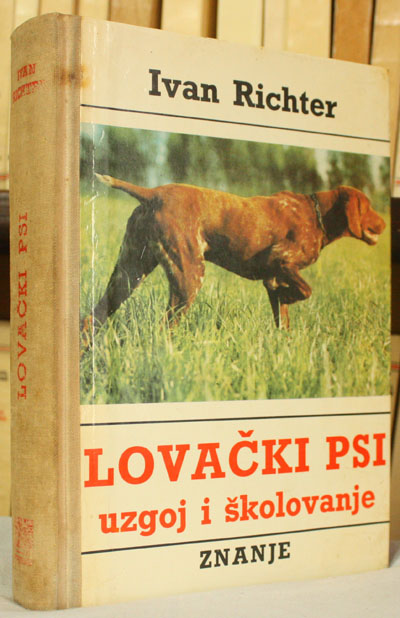 Ivan Richter
LOVAČKI PSI
uzgoj i školovanje
ZNANJE
IVAN
RICHTER
LOVAČKI PSI